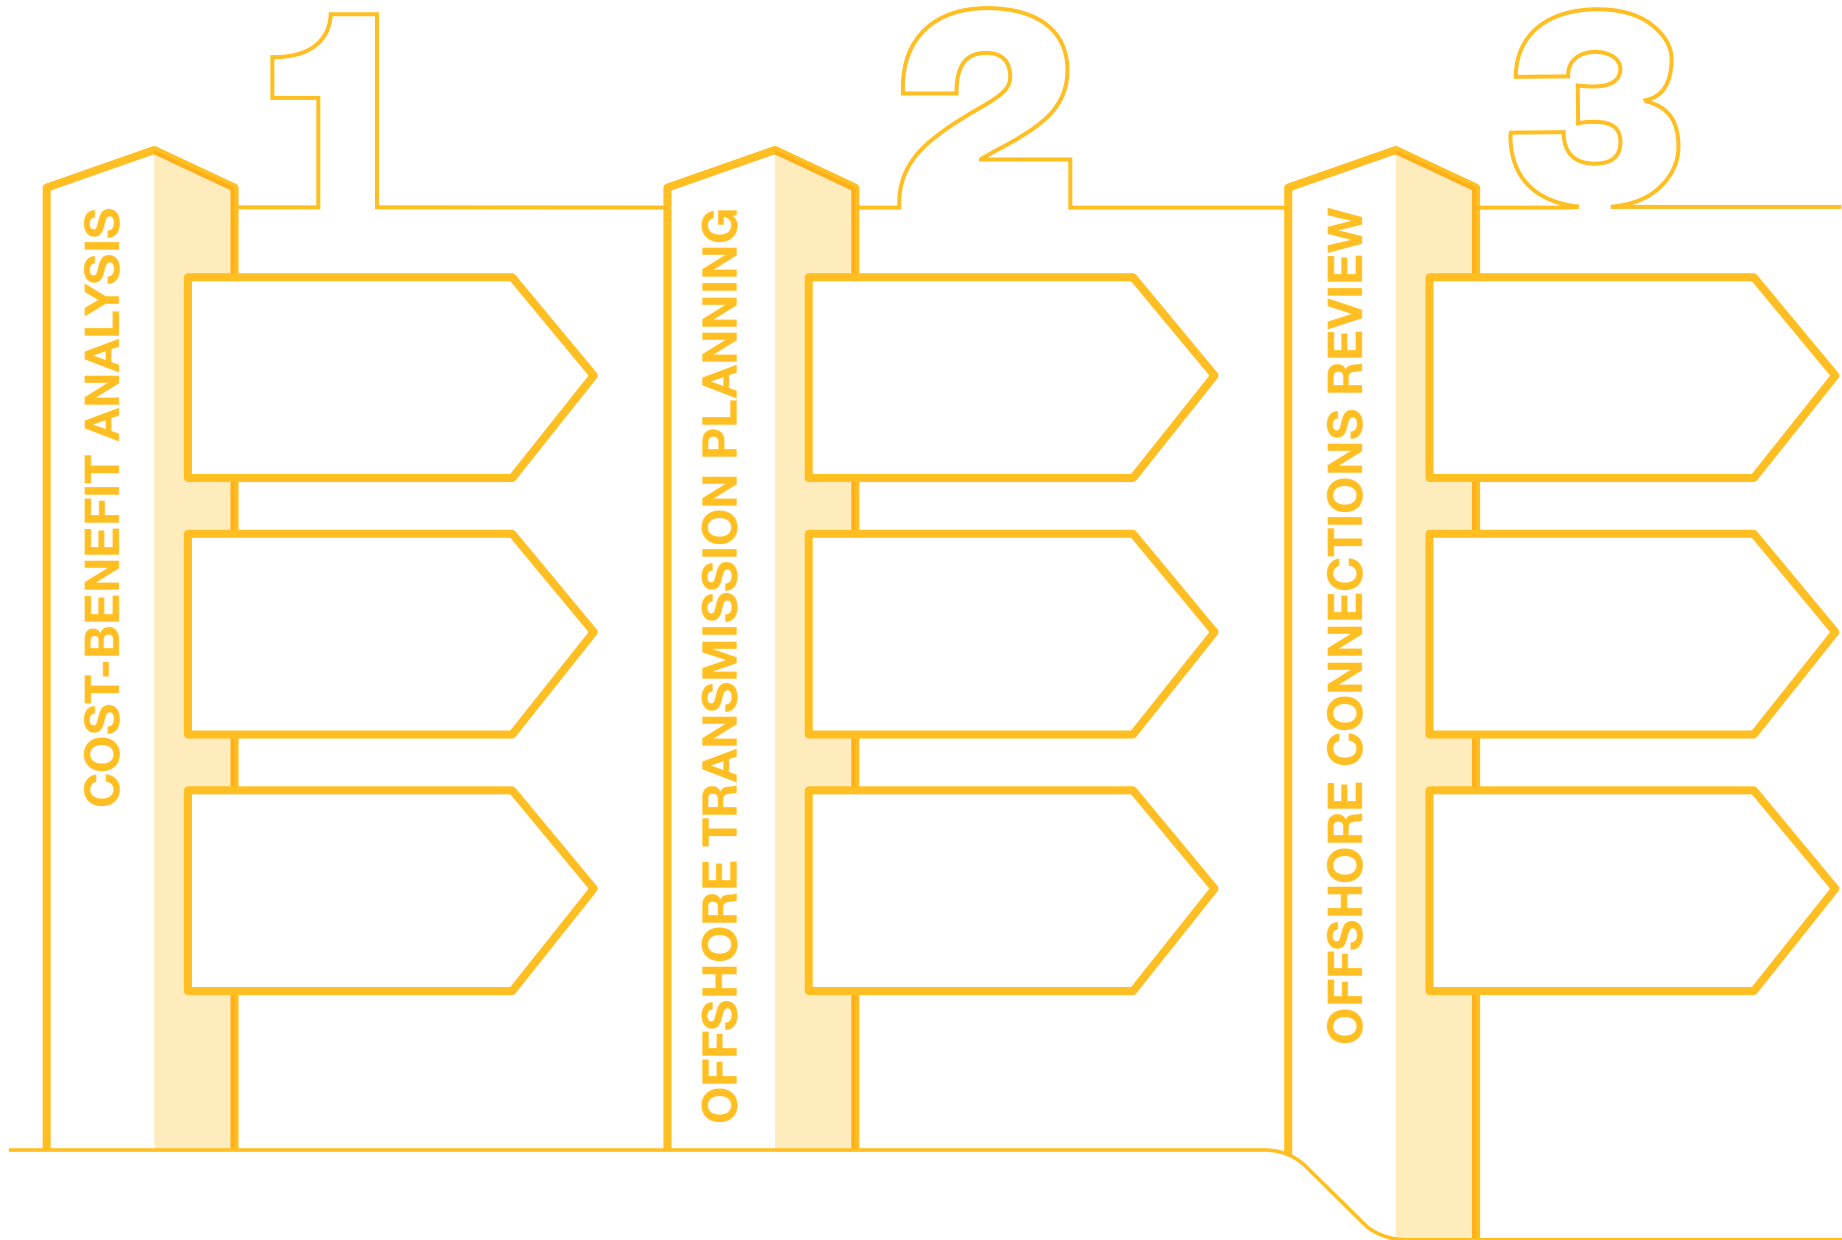 1
COST-BENEFIT ANALYSIS
2
OFFSHORE TRANSMISSION PLANNING
3
OFFSHORE CONNECTIONS REVIEW